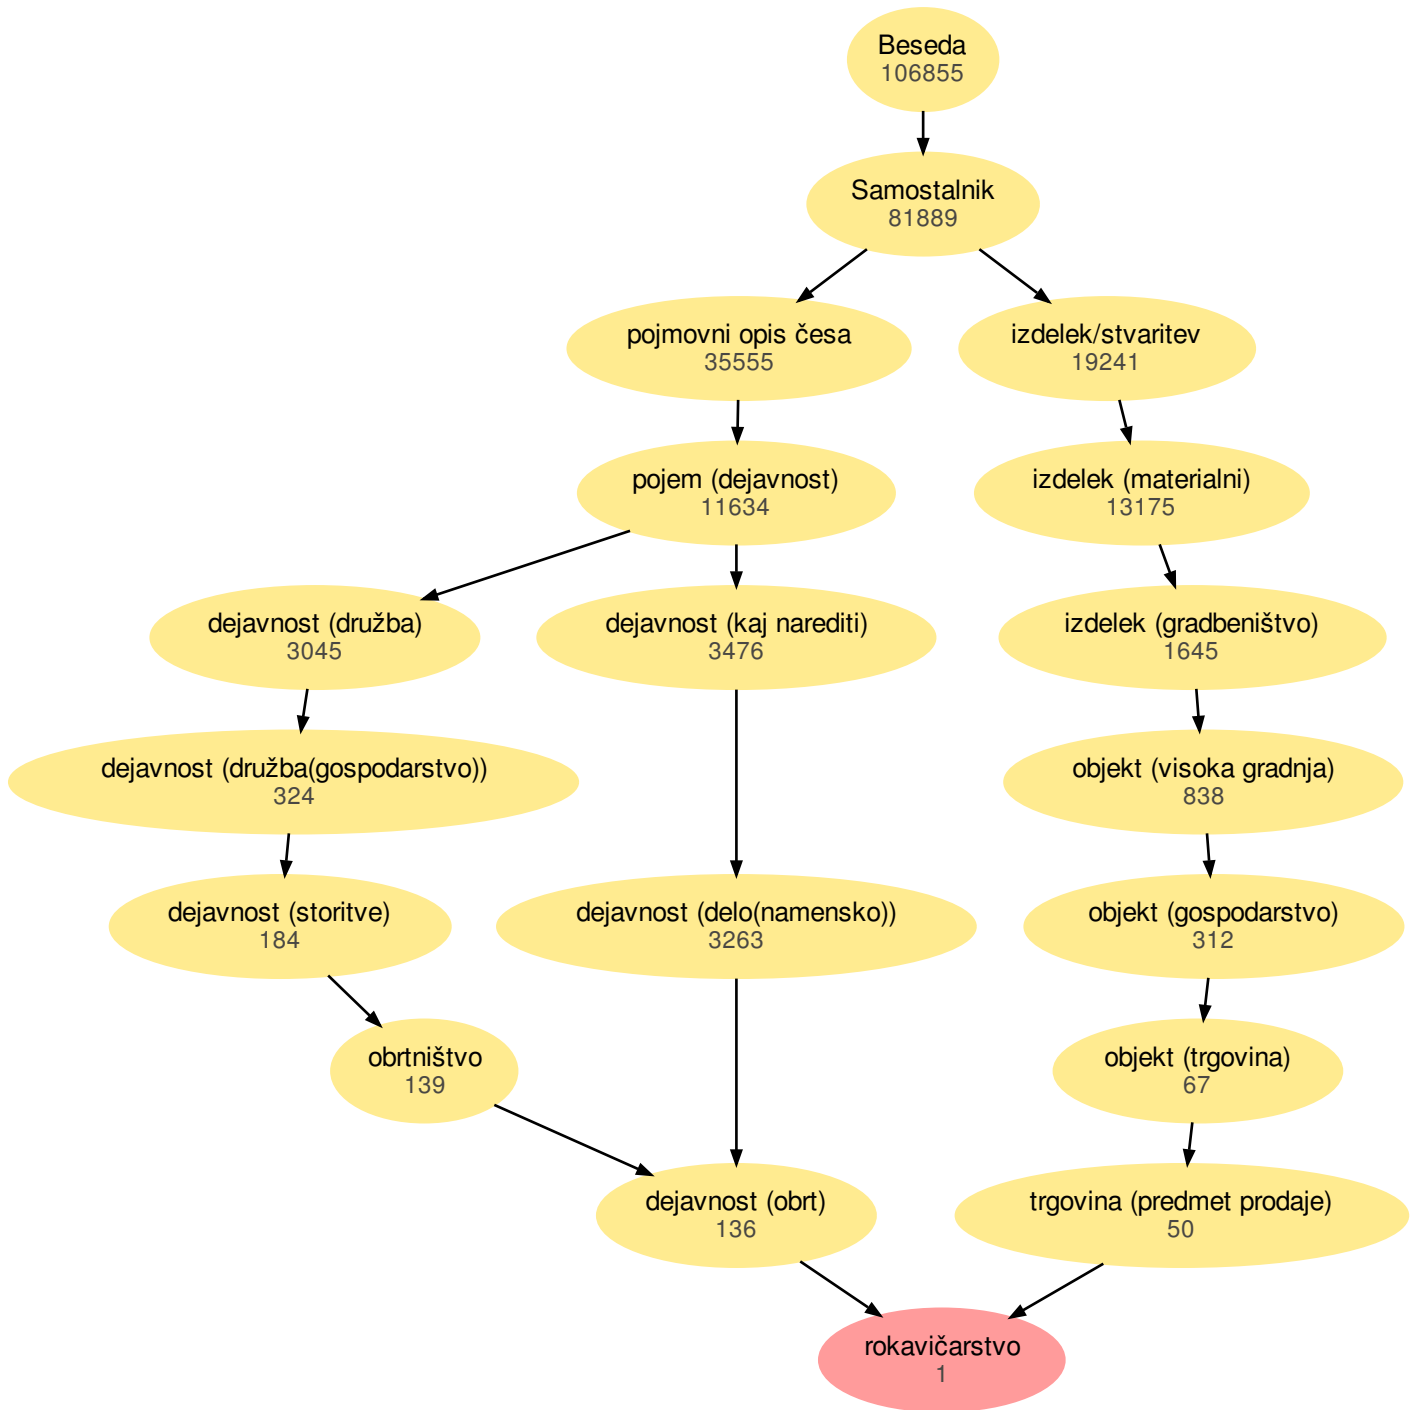 Beseda
106855
Samostalnik
81889
pojmovni opis česa
35555
izdelek/stvaritev
19241
pojem (dejavnost)
11634
izdelek (materialni)
13175
dejavnost (družba)
3045
dejavnost (kaj narediti)
3476
izdelek (gradbeništvo)
1645
dejavnost (družba(gospodarstvo))
324
objekt (visoka gradnja)
838
dejavnost (storitve)
184
dejavnost (delo(namensko))
3263
objekt (gospodarstvo)
312
obrtništvo
139
objekt (trgovina)
67
dejavnost (obrt)
136
trgovina (predmet prodaje)
50
rokavičarstvo
1